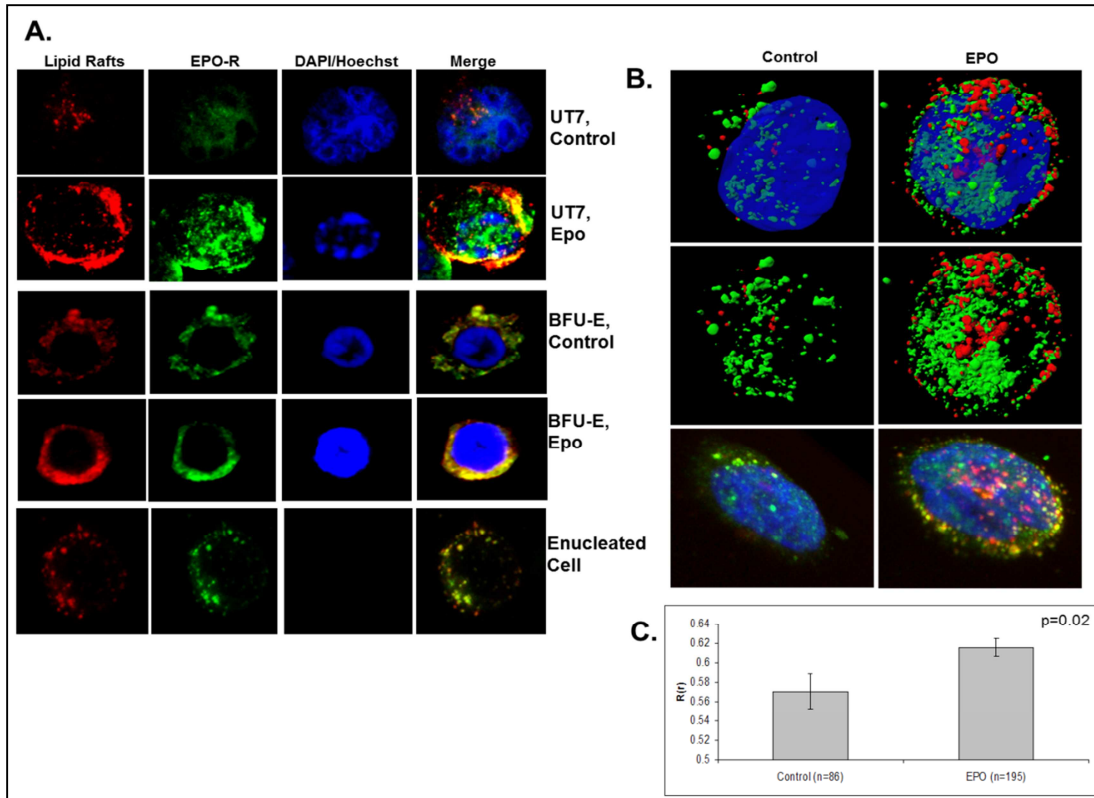 A.
Lipid Rafts EPO-R DAPI/Hoechst Merge
UT7,
Control
UT7,
Epo
BFU-E,
Control
BFU-E,
Epo
Enucleated
Cell
B.
Control EPO
C.
p=0.02
R(r)
0.64
0.62
0.6
0.58
0.56
0.54
0.52
0.5
Control (n=86) EPO (n=195)